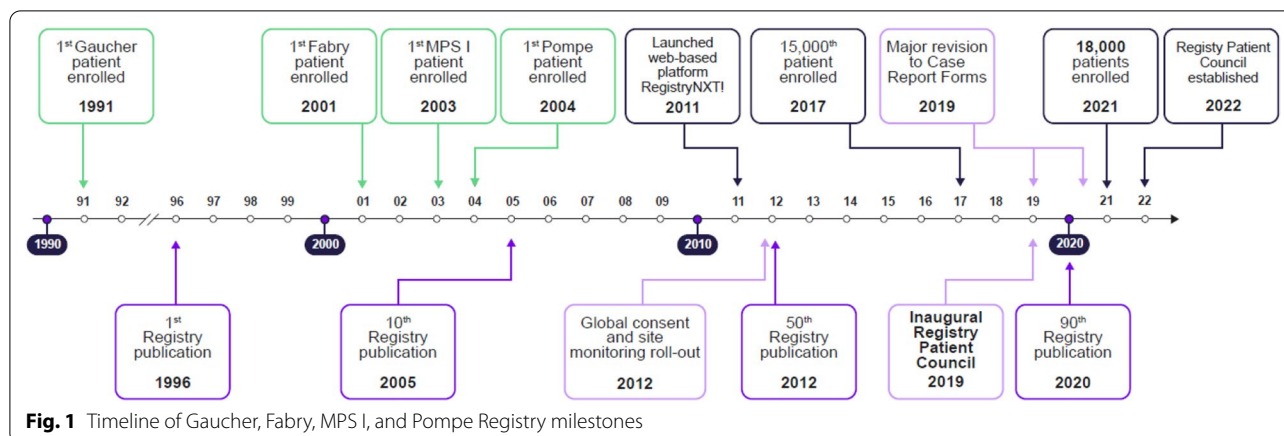 1st Gaucher
patient
enrolled
1991
1st Fabry
patient
enrolled
2001
1st MPS I
patient
enrolled
2003
1st Pompe
patient
enrolled
2004
Launched
web-based
platform
RegistryNXT!
2011
15,000th
patient
enrolled
2017
Major revision
to Case
Report Forms
2019
18,000
patients
enrolled
2021
Registy Patient
Council
established
2022
91 92 96 97 98 99 01 02 03 04 05 06 07 08 09 11 12 13 14 15 16 17 18 19 21 22
1990 2000 2010 2020
1st
Registry
publication
1996
10th
Registry
publication
2005
Global consent
and site
monitoring roll-out
2012
50th
Registry
publication
2012
Inaugural
Registry
Patient
Council
2019
90th
Registry
publication
2020
Fig. 1 Timeline of Gaucher, Fabry, MPS I, and Pompe Registry milestones